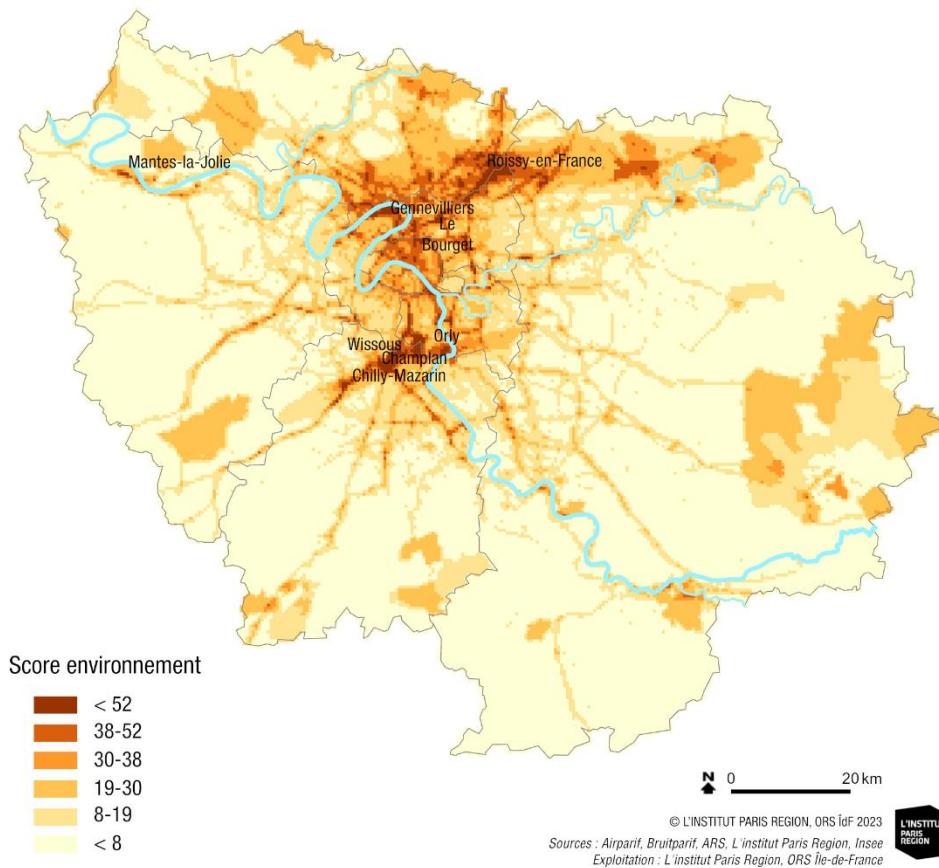 Mantes-la-Jolie
Roissy-en-France
Gennevilliers
Le
Bourget
Orly
Wissous
Champlan
Chilly-Mazarin
Score environnement
< 52
38-52
30-38
19-30
8-19
< 8
N 0 20 km
© L'INSTITUT PARIS REGION, ORS ÎdF 2023
Sources : Airparif, Bruitparif, ARS, L'institut Paris Region, Insee
Exploitation : L'institut Paris Region, ORS Île-de-France
L'INSTITUT
PARIS
REGION